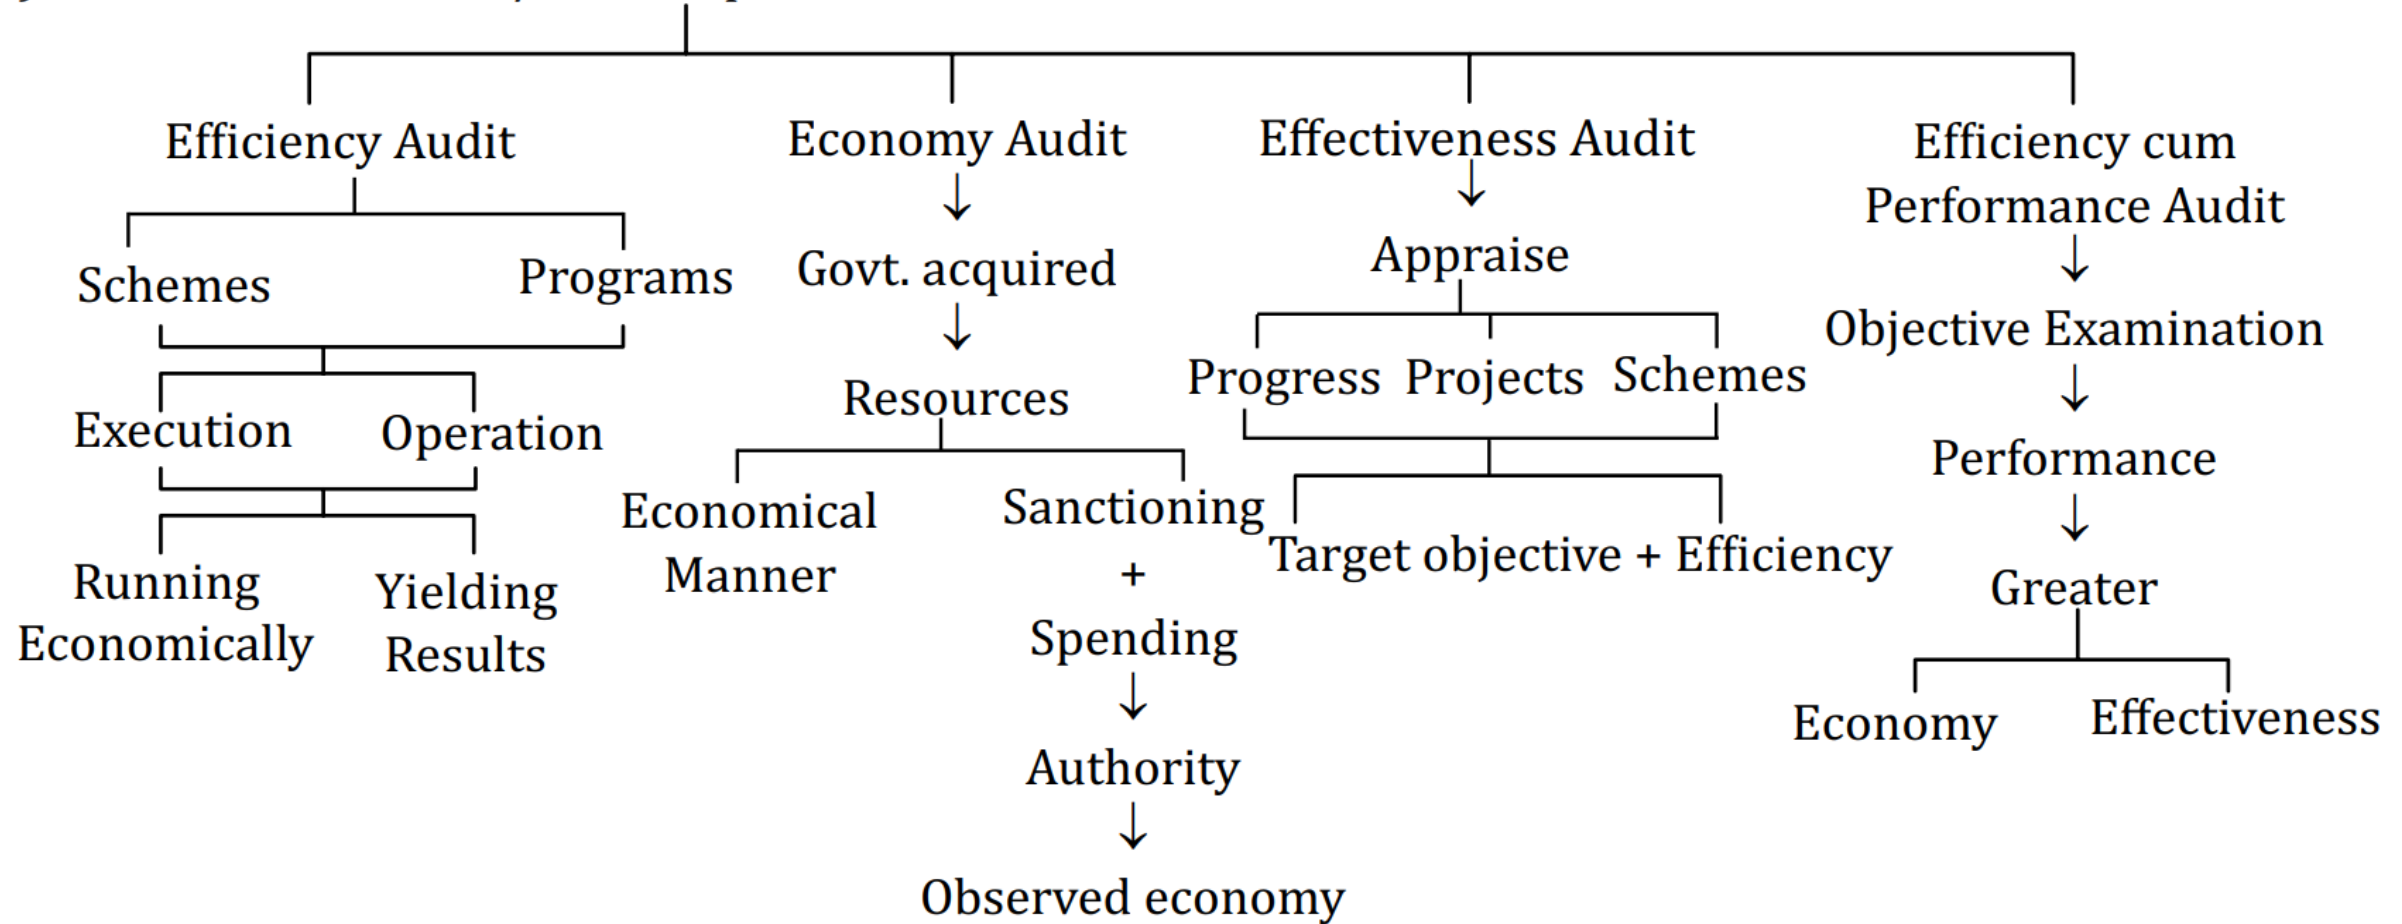 Efficiency Audit
Economy Audit
Effectiveness Audit
Efficiency cum
Performance Audit
Schemes
Programs
Execution
Operation
Running
Economically
Yielding
Results
Govt. acquired
Resources
Economical
Manner
Sanctioning
+
Spending
Authority
Observed economy
Appraise
Progress Projects Schemes
Target objective + Efficiency
Objective Examination
Performance
Greater
Economy
Effectiveness